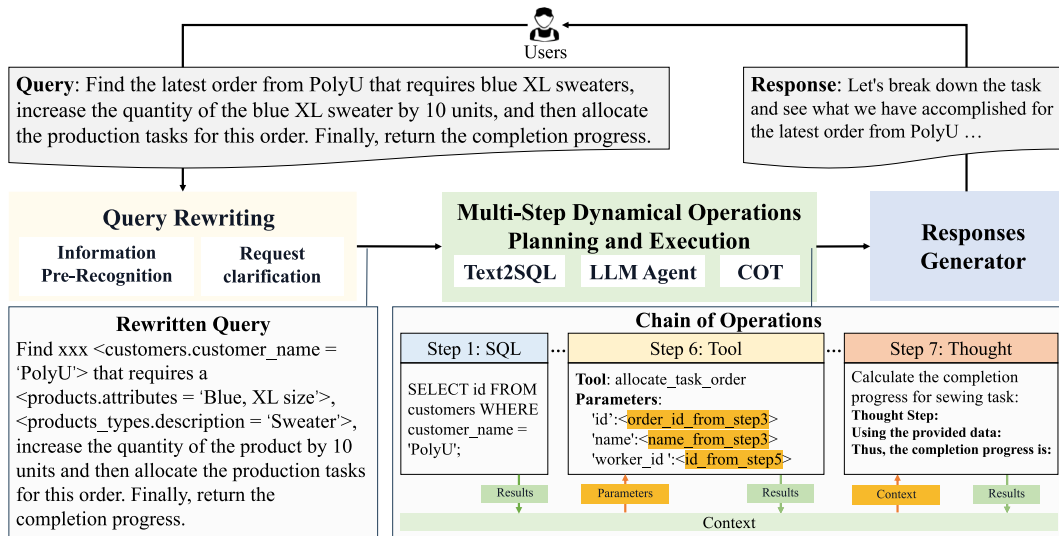 Users
Query: Find the latest order from PolyU that requires blue XL sweaters,
increase the quantity of the blue XL sweater by 10 units, and then allocate
the production tasks for this order. Finally, return the completion progress.
Response: Let's break down the task
and see what we have accomplished for
the latest order from PolyU …
Query Rewriting
Information
Pre-Recognition
Request
clarification
Multi-Step Dynamical Operations
Planning and Execution
Text2SQL
LLM Agent
COT
Responses
Generator
Rewritten Query
Find xxx <customers.customer_name =
‘PolyU’> that requires a
<products.attributes = ‘Blue, XL size’>,
<products_types.description = ‘Sweater’>,
increase the quantity of the product by 10
units and then allocate the production tasks
for this order. Finally, return the
completion progress.
Chain of Operations
Step 1: SQL
SELECT id FROM
customers WHERE
customer_name =
'PolyU';
...
Step 6: Tool
Tool: allocate_task_order
Parameters:
'id’:<order_id_from_step3>
'name':<name_from_step3>
'worker_id ':<id_from_step5>
...
Step 7: Thought
Calculate the completion
progress for sewing task:
Thought Step:
Using the provided data:
Thus, the completion progress is:
Results
Parameters
Results
Context
Results
Context